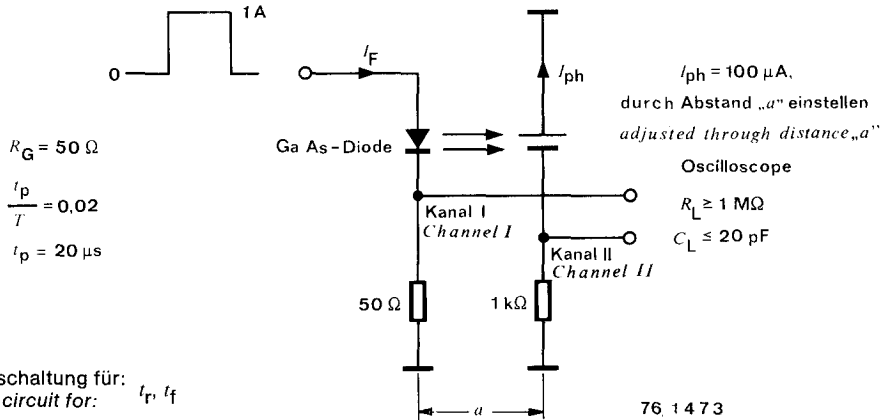 1A
0
I_F
I_ph
I_ph = 100 µA,
durch Abstand „a" einstellen
adjusted through distance „a"
Oscilloscope
R_L ≥ 1 MΩ
C_L ≤ 20 pF
R_G = 50 Ω
t_p/T = 0,02
t_p = 20 µs
Ga As-Diode
Kanal I
Channel I
Kanal II
Channel II
50 Ω
1 kΩ
schaltung für: t_r, t_f
circuit for:
a
76 1473